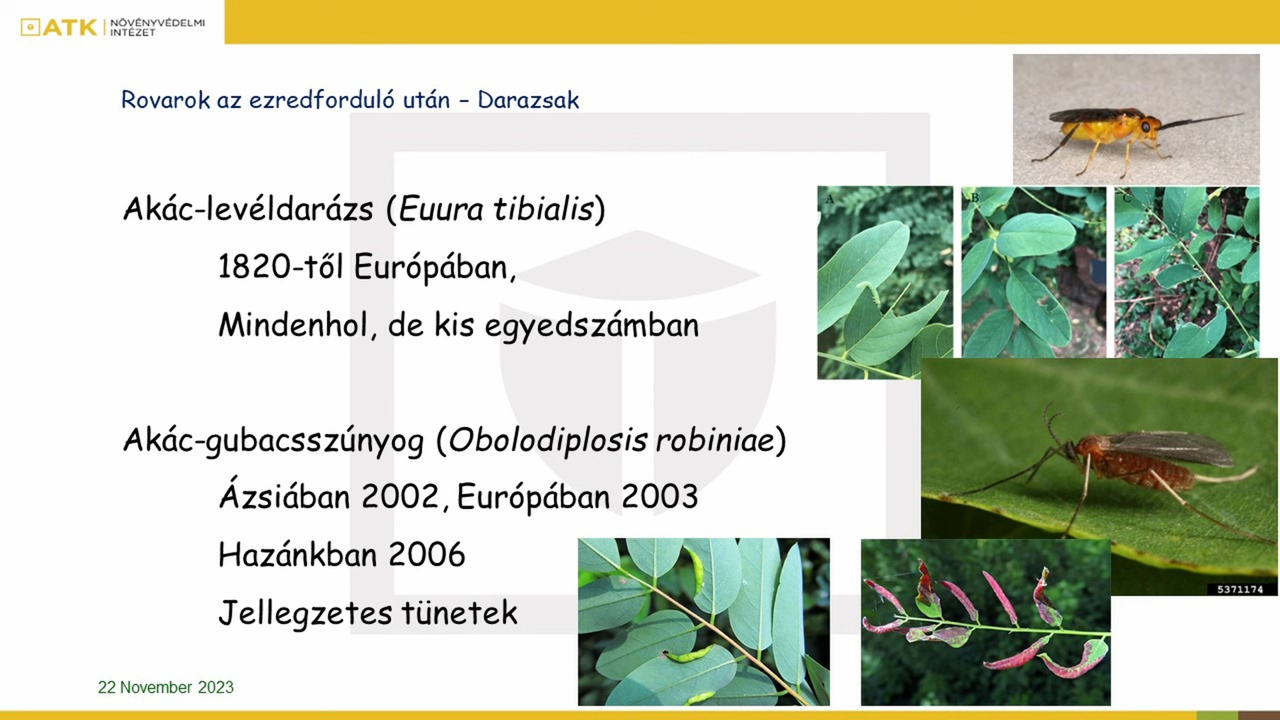 ATK NÖVÉNYVÉDELMI
INTÉZET
Rovarok az ezredforduló után – Darazsak
Akác-levéldarázs (Euura tibialis)
1820-től Európában,
Mindenhol, de kis egyedszámban
Akác-gubacsszúnyog (Obolodiplosis robiniae)
Ázsiában 2002, Európában 2003
Hazánkban 2006
Jellegzetes tünetek
A
B
C
5371174
22 November 2023